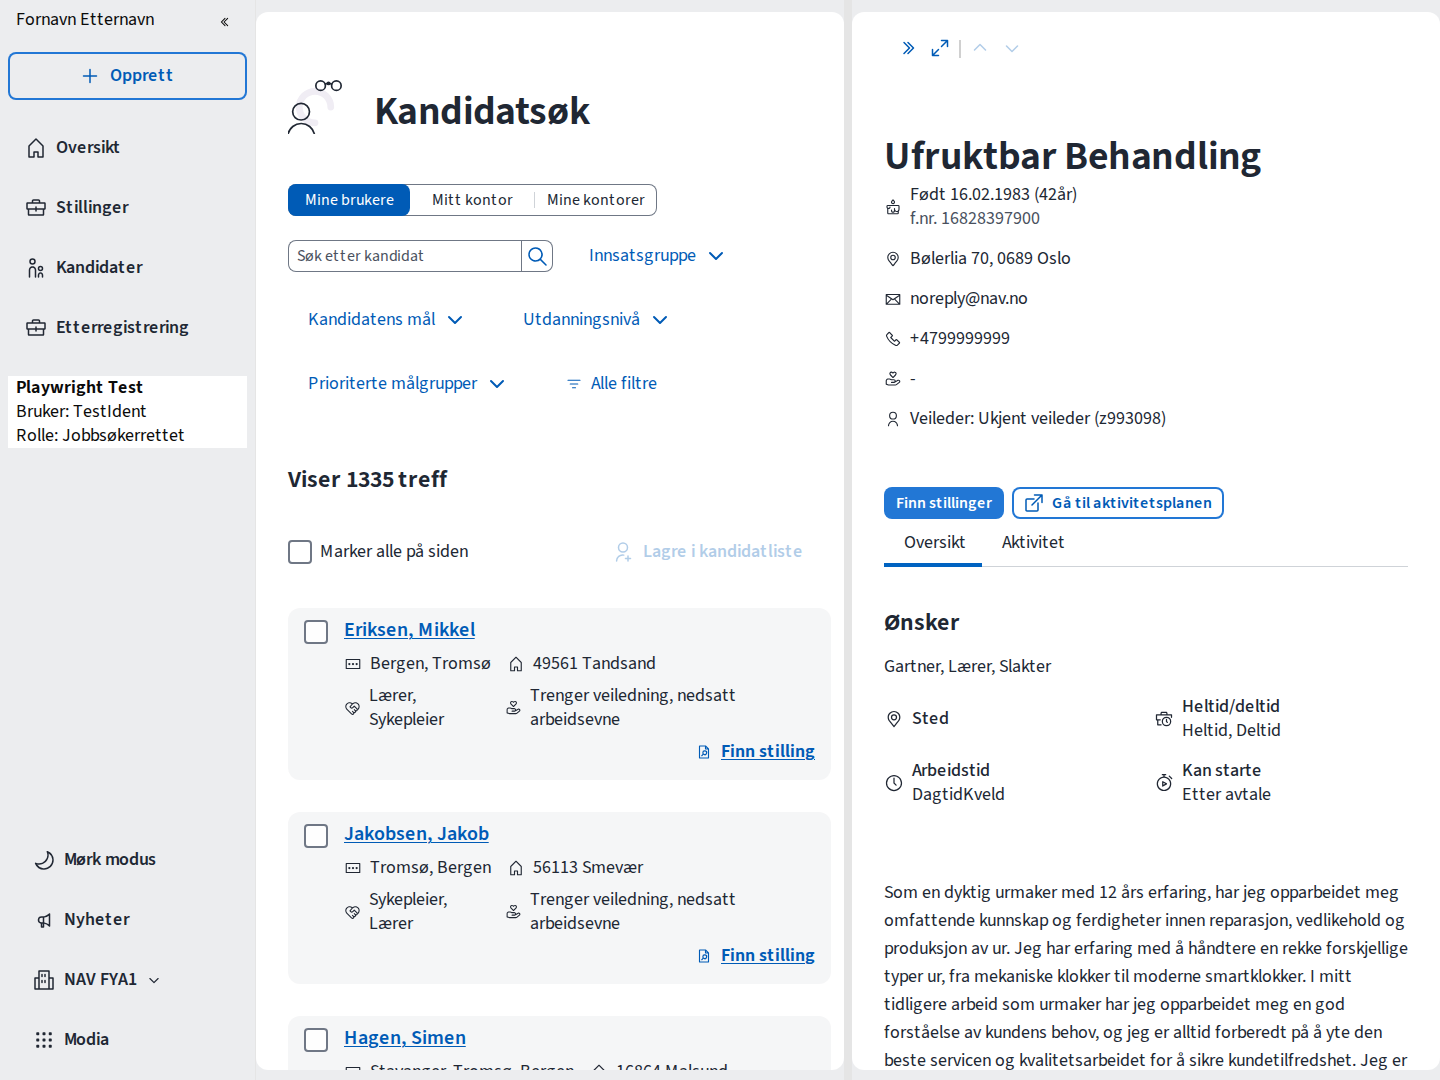 Fornavn Etternavn
Opprett
Oversikt
Stillinger
Kandidater
Etterregistrering
Playwright Test
Bruker: TestIdent
Rolle: Jobbsøkerrettet
Mørk modus
Nyheter
NAV FYA1
Modia
Kandidatsøk
Mine brukere
Mitt kontor
Mine kontorer
Søk etter kandidat
Innsatsgruppe
Kandidatens mål
Utdanningsnivå
Prioriterte målgrupper
Alle filtre
Viser 1335 treff
Marker alle på siden
Lagre i kandidatliste
Eriksen, Mikkel
Bergen, Tromsø
49561 Tandsand
Lærer,
Sykepleier
Trenger veiledning, nedsatt
arbeidsevne
Finn stilling
Jakobsen, Jakob
Tromsø, Bergen
56113 Smevær
Sykepleier,
Lærer
Trenger veiledning, nedsatt
arbeidsevne
Finn stilling
Hagen, Simen
Stavanger, Tromsø, Bergen
16864 Malsund
Ufruktbar Behandling
Født 16.02.1983 (42år)
f.nr. 16828397900
Bølerlia 70, 0689 Oslo
noreply@nav.no
+4799999999
-
Veileder: Ukjent veileder (z993098)
Finn stillinger
Gå til aktivitetsplanen
Oversikt
Aktivitet
Ønsker
Gartner, Lærer, Slakter
Sted
Heltid/deltid
Heltid, Deltid
Arbeidstid
DagtidKveld
Kan starte
Etter avtale
Som en dyktig urmaker med 12 års erfaring, har jeg opparbeidet meg
omfattende kunnskap og ferdigheter innen reparasjon, vedlikehold og
produksjon av ur. Jeg har erfaring med å håndtere en rekke forskjellige
typer ur, fra mekaniske klokker til moderne smartklokker. I mitt
tidligere arbeid som urmaker har jeg opparbeidet meg en god
forståelse av kundens behov, og jeg er alltid forberedt på å yte den
beste servicen og kvalitetsarbeidet for å sikre kundetilfredshet. Jeg er